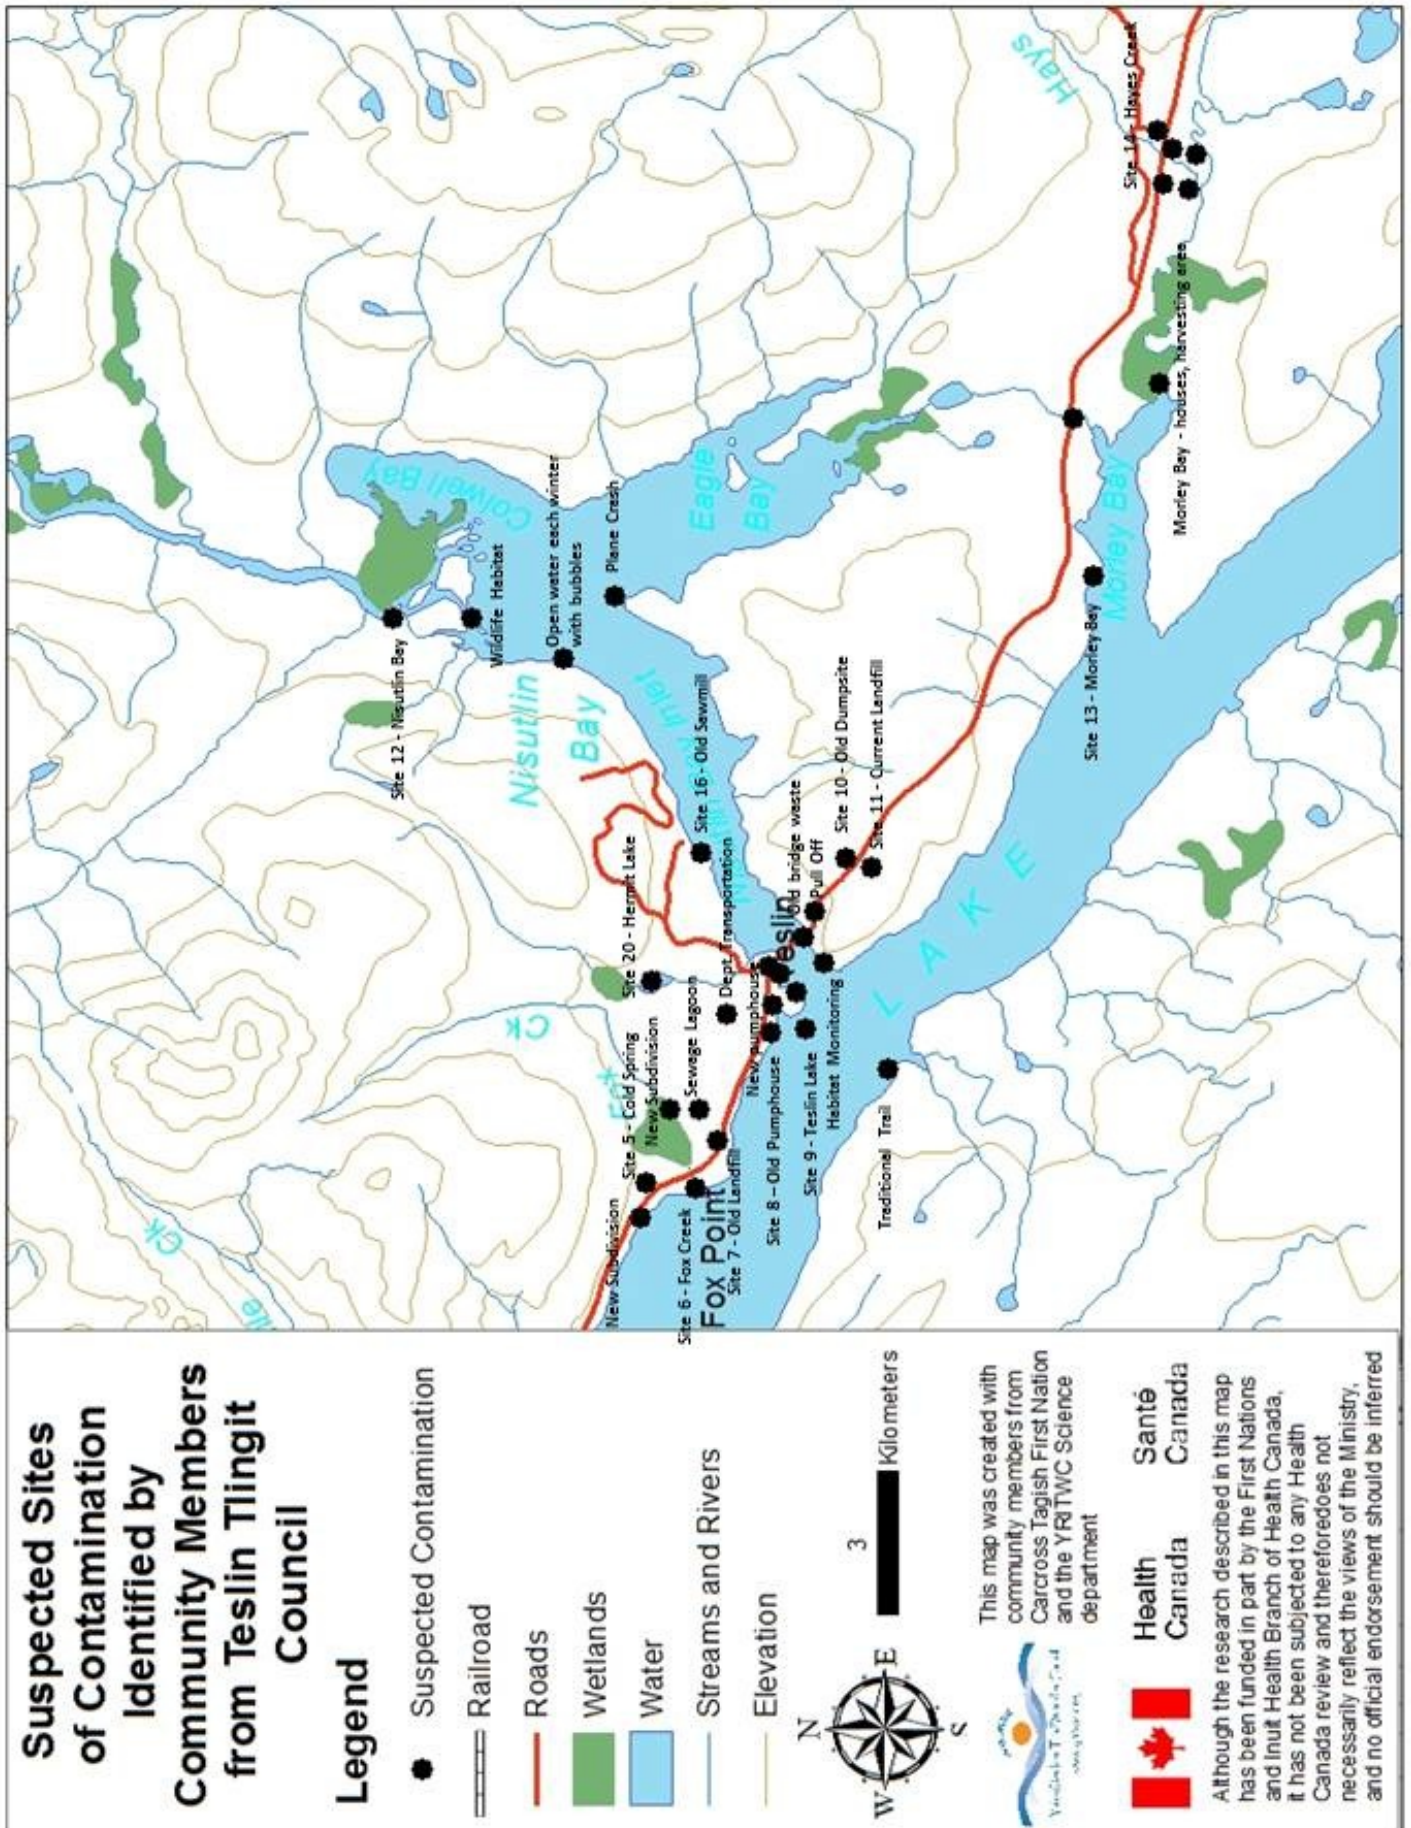 Suspected Sites
of Contamination
Identified by
Community Members
from Teslin Tlingit
Council
Legend
Suspected Contamination
Railroad
Roads
Wetlands
Water
Streams and Rivers
Elevation
N
W
E
S
3
Kilometers
This map was created with
community members from
Carcross Tagish First Nation
and the YRITWC Science
department
Health
Canada
Santé
Canada
Although the research described in this map
has been funded in part by the First Nations
and Inuit Health Branch of Health Canada,
it has not been subjected to any Health
Canada review and thereforedoes not
necessarily reflect the views of the Ministry,
and no official endorsement should be inferred
Ck
Fox
Ck
Nisutlin
Bay
Inlet
Colwell Bay
Eagle
Bay
Morley Bay
Hays
LAKE
Site 12 - Nisutlin Bay
Wildlife Habitat
Open water each winter
with bubbles
Plane Crash
Site 16 - Old Sawmill
Site 20 - Hermit Lake
Dept. Transportation
Sewage Lagoon
New Subdivision
Site 5 - Cold Spring
New Subdivision
Site 6 - Fox Creek
Fox Point
Site 7 - Old Landfill
New pumphouse
Site 8 - Old Pumphouse
Site 9 - Teslin Lake
Habitat Monitoring
Traditional Trail
Teslin
Old bridge waste
Pull Off
Site 10 - Old Dumpsite
Site 11 - Current Landfill
Site 13 - Morley Bay
Morley Bay - houses, harvesting area
Site 14 - Hayes Creek